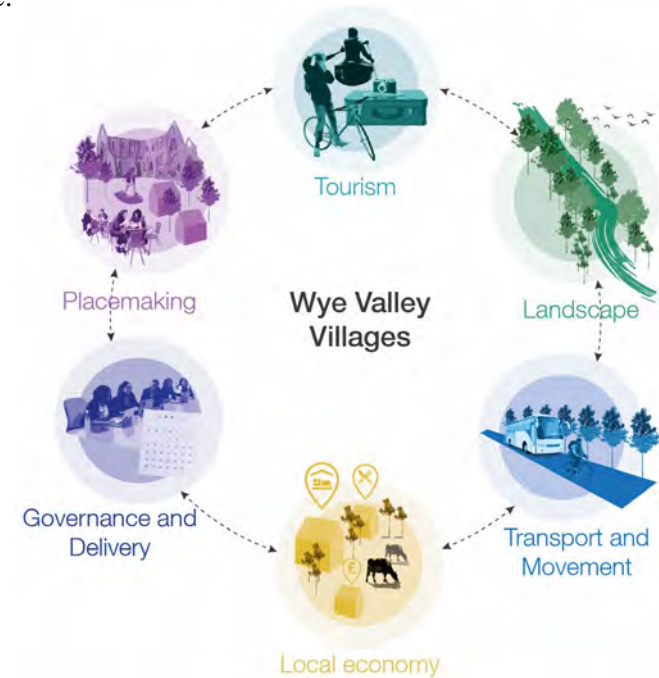 c.
Tourism
Placemaking
Landscape
Wye Valley
Villages
Governance and
Delivery
Transport and
Movement
£
Local economy